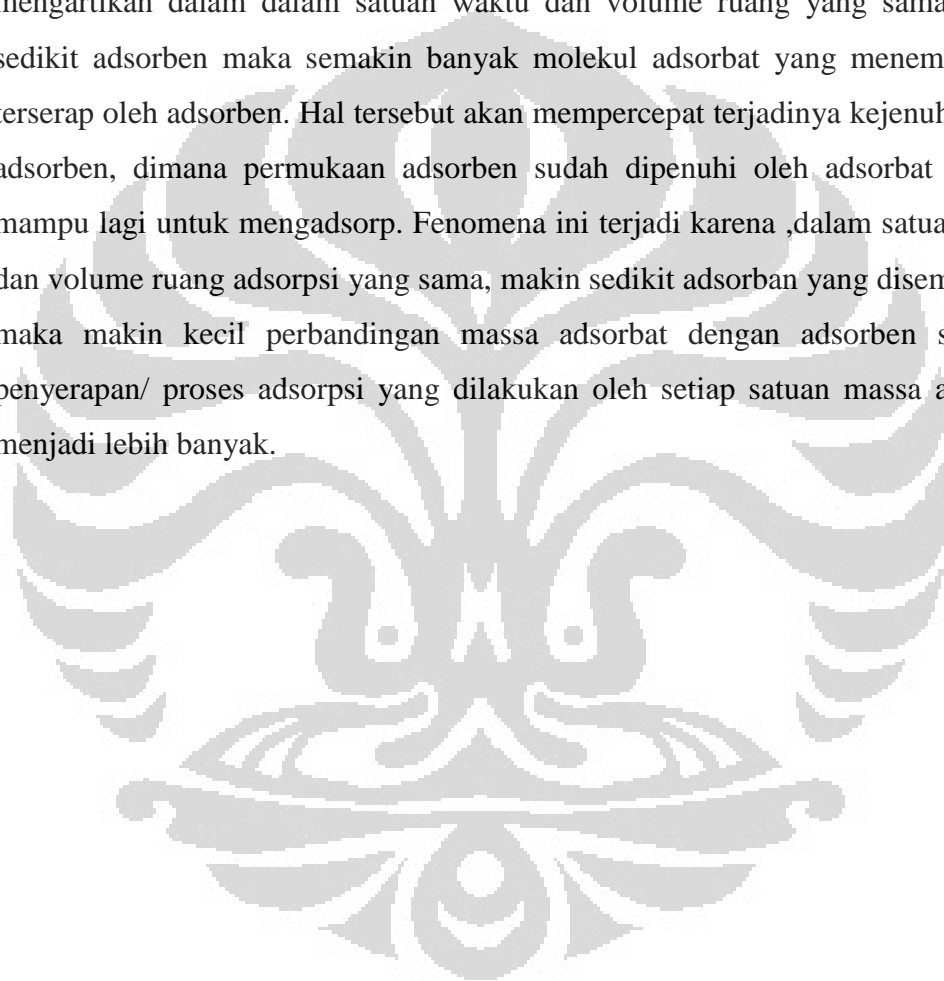 mengartikan dalam dalam satuan waktu dan volume ruang yang sama
sedikit adsorben maka semakin banyak molekul adsorbat yang menem
terserap oleh adsorben. Hal tersebut akan mempercepat terjadinya kejenuh
adsorben, dimana permukaan adsorben sudah dipenuhi oleh adsorbat
mampu lagi untuk mengadsorp. Fenomena ini terjadi karena ,dalam satua
dan volume ruang adsorpsi yang sama, makin sedikit adsorban yang disem
maka makin kecil perbandingan massa adsorbat dengan adsorben s
penyerapan/ proses adsorpsi yang dilakukan oleh setiap satuan massa a
menjadi lebih banyak.